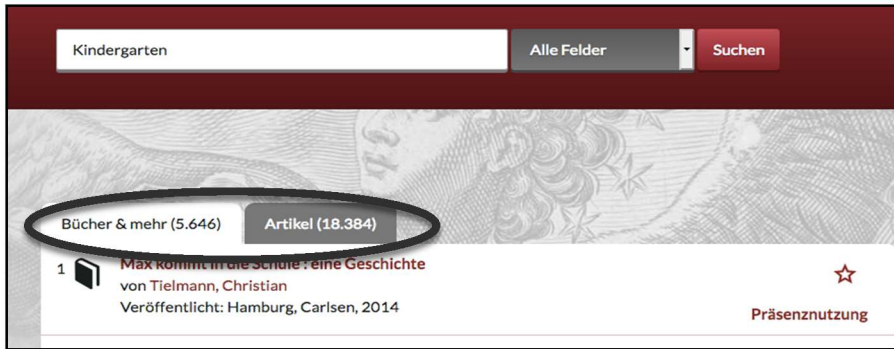 Kindergarten Alle Felder Suchen
Bücher & mehr (5.646) Artikel (18.384)
1 Max kommt in die Schule : eine Geschichte
von Tielmann, Christian
Veröffentlicht: Hamburg, Carlsen, 2014
Präsenznutzung